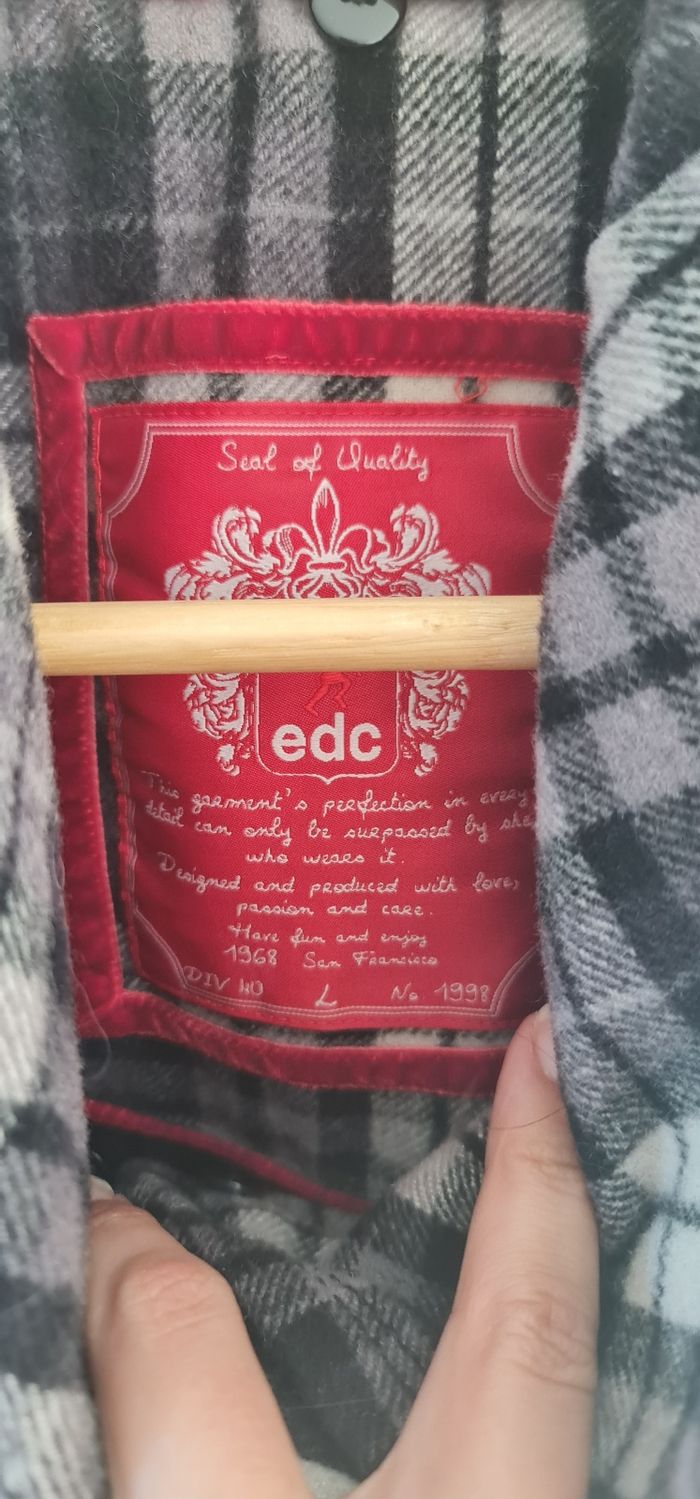 Seal of Quality
edc
This garment's perfection in every
detail can only be surpassed by she
who wears it.
Designed and produced with love,
passion and care.
Have fun and enjoy
1968 San Francisco
DIV L No 1998